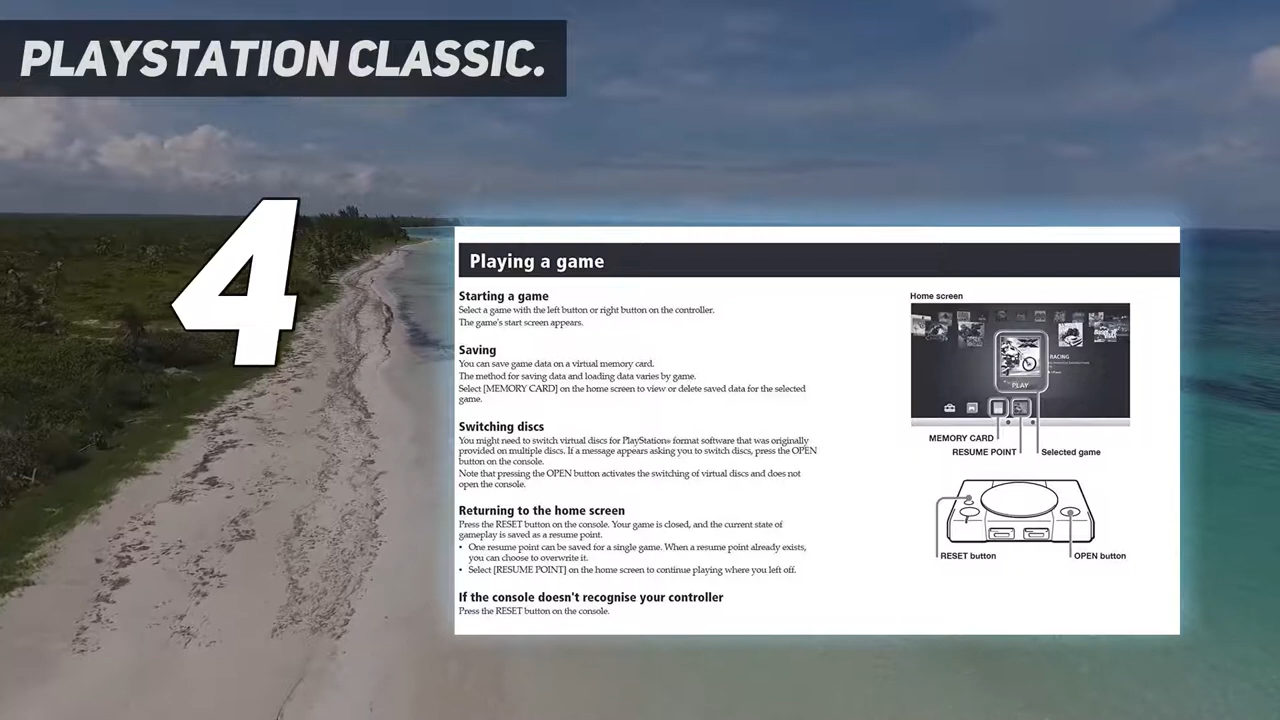 PLAYSTATION CLASSIC.
4
Playing a game
Starting a game
Select a game with the left button or right button on the controller.
The game's start screen appears.
Saving
You can save game data on a virtual memory card.
The method for saving data and loading data varies by game.
Select [MEMORY CARD] on the home screen to view or delete saved data for the selected
game.
Switching discs
You might need to switch virtual discs for PlayStation® format software that was originally
provided on multiple discs. If a message appears asking you to switch discs, press the OPEN
button on the console.
Note that pressing the OPEN button activates the switching of virtual discs and does not
open the console.
Returning to the home screen
Press the RESET button on the console. Your game is closed, and the current state of
gameplay is saved as a resume point.
• One resume point can be saved for a single game. When a resume point already exists,
you can choose to overwrite it.
• Select [RESUME POINT] on the home screen to continue playing where you left off.
If the console doesn't recognise your controller
Press the RESET button on the console.
Home screen
RACING
PLAY
MEMORY CARD
RESUME POINT
Selected game
RESET button
OPEN button